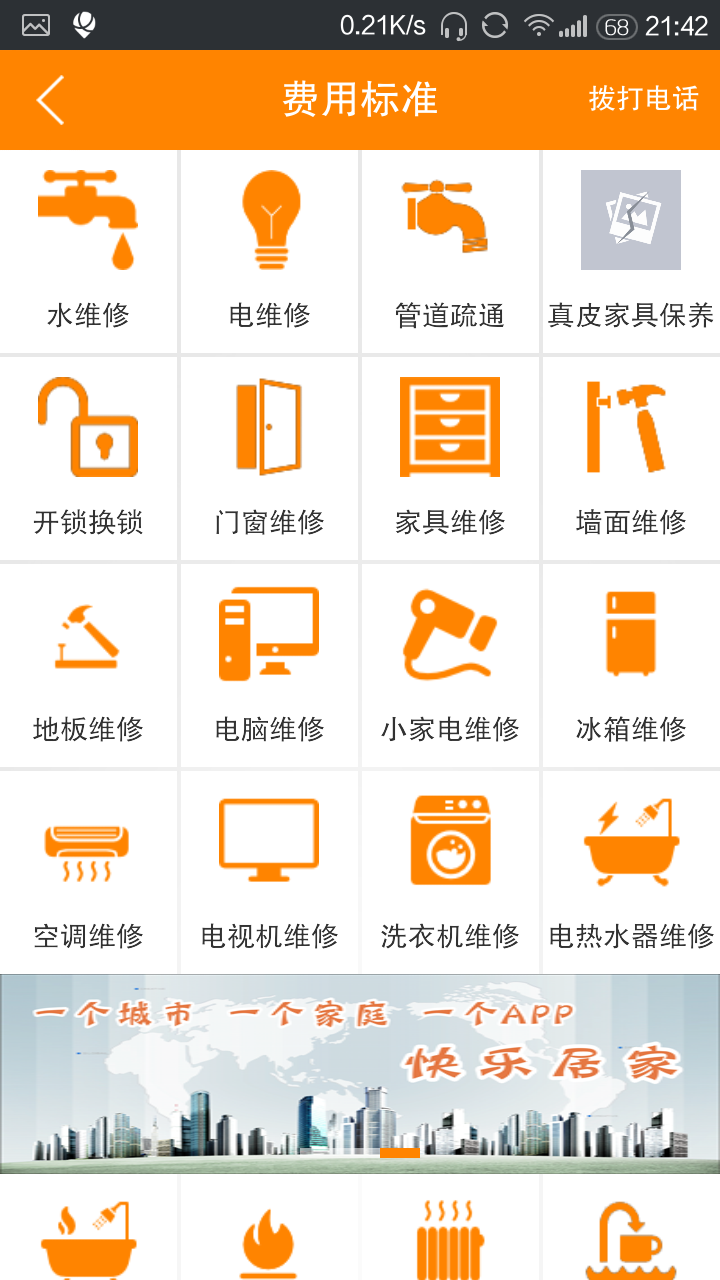 0.21K/s 68 21:42
费用标准 拨打电话
水维修 电维修 管道疏通 真皮家具保养
开锁换锁 门窗维修 家具维修 墙面维修
地板维修 电脑维修 小家电维修 冰箱维修
空调维修 电视机维修 洗衣机维修 电热水器维修
一个城市 一个家庭 一个APP
快乐居家